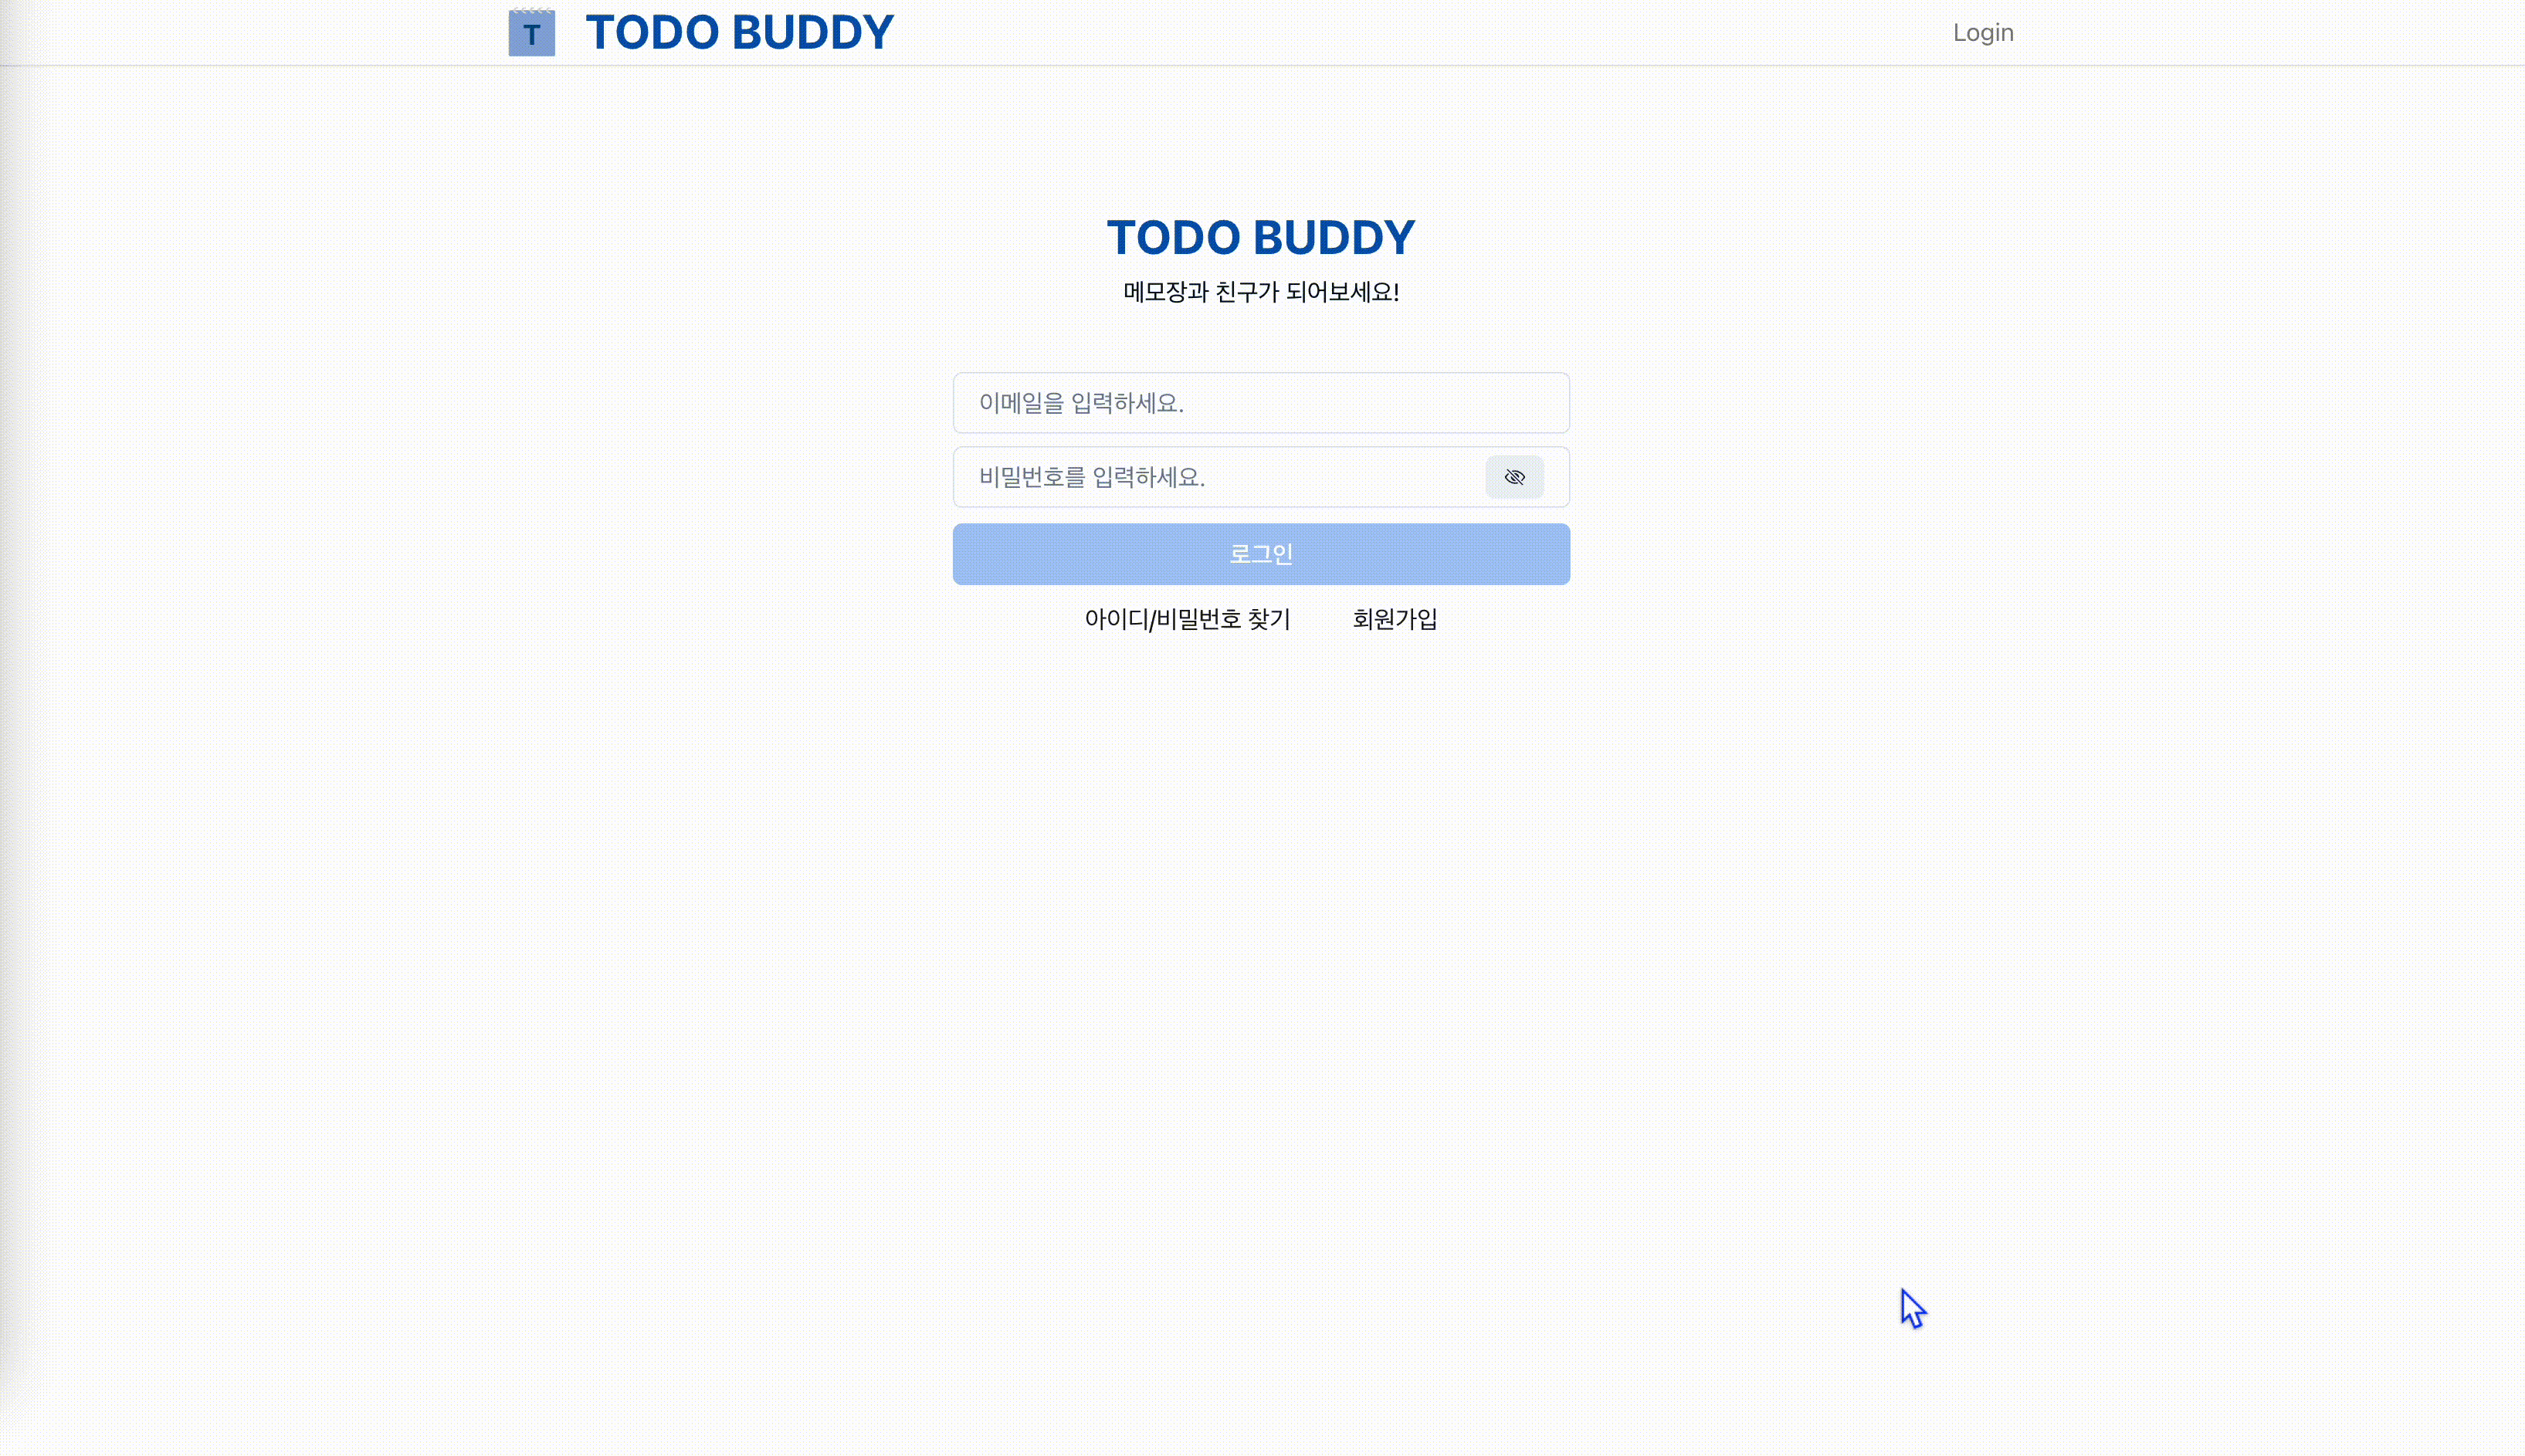 T TODO BUDDY Login
TODO BUDDY
메모장과 친구가 되어보세요!
이메일을 입력하세요.
비밀번호를 입력하세요.
로그인
아이디/비밀번호 찾기 회원가입